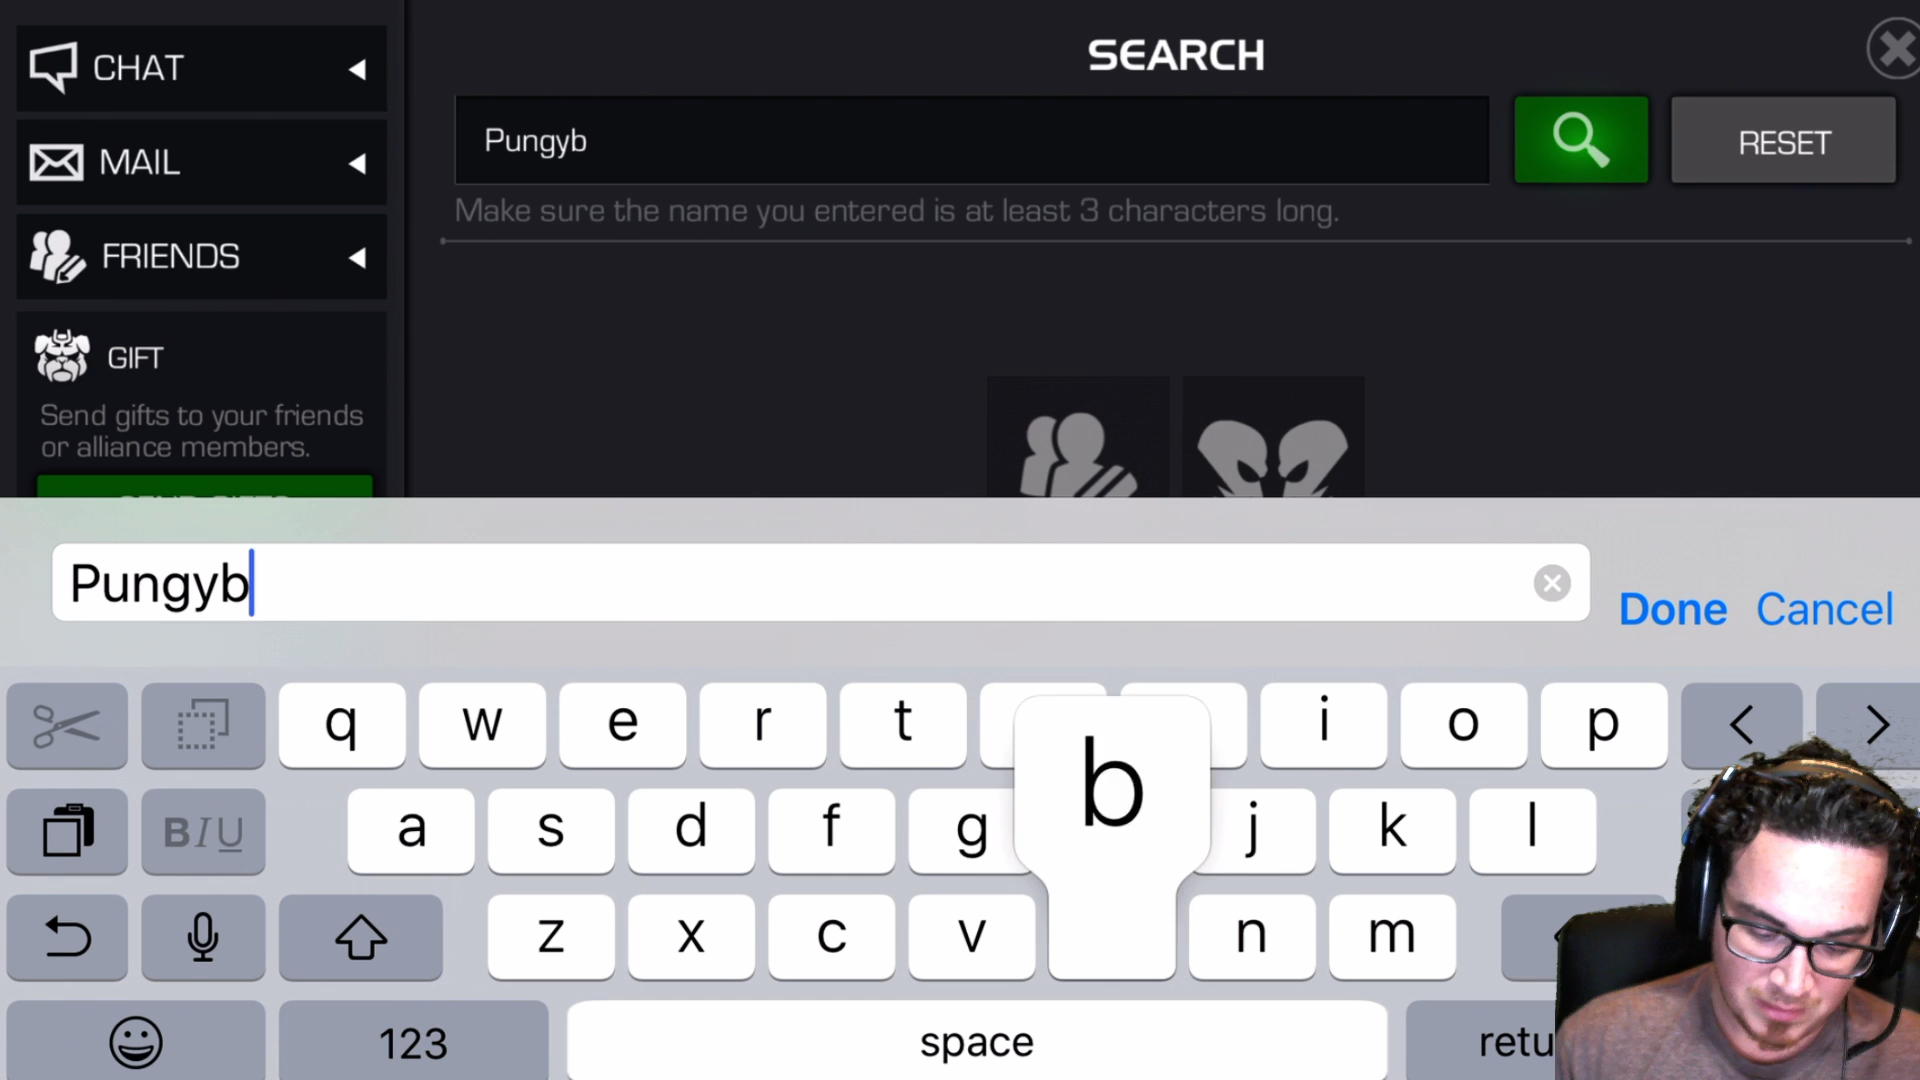 CHAT
MAIL
FRIENDS
GIFT
Send gifts to your friends
or alliance members.
SEARCH
Pungyb
RESET
Make sure the name you entered is at least 3 characters long.
Pungyb
Done Cancel
q w e r t i o p
a s d f g j k l
b
z x c v n m
B I U
123 space retu